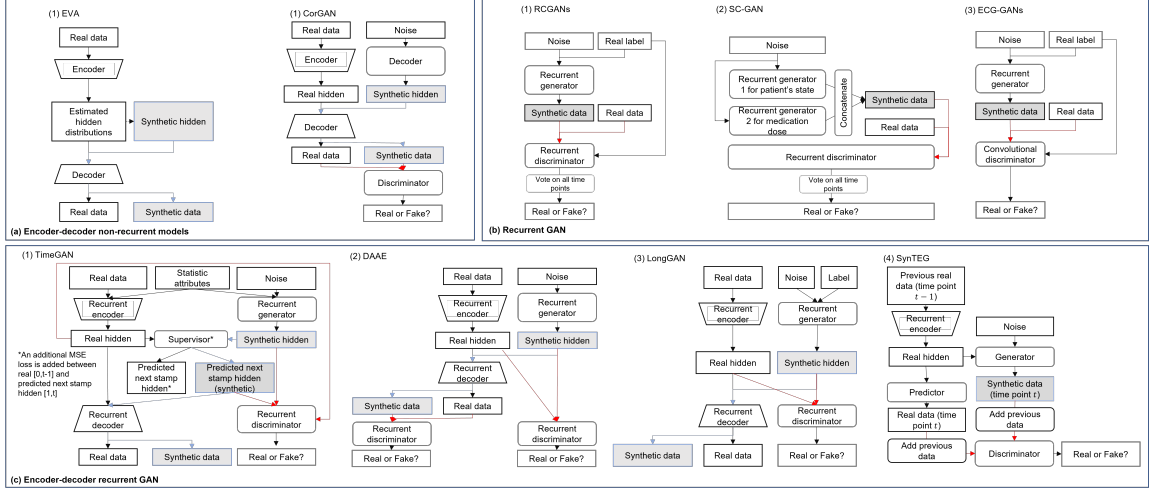 (1) EVA
Real data
Encoder
Estimated
hidden
distributions
Synthetic hidden
Decoder
Real data
Synthetic data
(1) CorGAN
Real data
Noise
Encoder
Decoder
Real hidden
Synthetic hidden
Decoder
Real data
Synthetic data
Discriminator
Real or Fake?
(a) Encoder-decoder non-recurrent models
(1) RCGANs
Noise
Real label
Recurrent
generator
Synthetic data
Real data
Recurrent
discriminator
Vote on all time
points
Real or Fake?
(2) SC-GAN
Noise
Recurrent generator
1 for patient's state
Recurrent generator
2 for medication
dose
Concatenate
Synthetic data
Real data
Recurrent discriminator
Vote on all time
points
Real or Fake?
(3) ECG-GANs
Noise
Real label
Recurrent
generator
Synthetic data
Real data
Convolutional
discriminator
Real or Fake?
(b) Recurrent GAN
(1) TimeGAN
Real data
Statistic
attributes
Noise
Recurrent
encoder
Recurrent
generator
Real hidden
Supervisor*
Synthetic hidden
*An additional MSE
loss is added between
real [0,t-1] and
predicted next stamp
hidden [1,t]
Predicted
next stamp
hidden*
Predicted next
stamp hidden
(synthetic)
Recurrent
decoder
Recurrent
discriminator
Real data
Synthetic data
Real or Fake?
(2) DAAE
Real data
Noise
Recurrent
encoder
Recurrent
generator
Real hidden
Synthetic hidden
Recurrent
decoder
Synthetic data
Real data
Recurrent
discriminator
Recurrent
discriminator
Real or Fake?
Real or Fake?
(3) LongGAN
Real data
Noise
Label
Recurrent
encoder
Recurrent
generator
Real hidden
Synthetic hidden
Recurrent
decoder
Recurrent
discriminator
Synthetic data
Real data
Real or Fake?
(4) SynTEG
Previous real
data (time point
t − 1)
Recurrent
encoder
Noise
Real hidden
Generator
Predictor
Synthetic data
(time point t)
Real data (time
point t)
Add previous
data
Add previous
data
Discriminator
Real or Fake?
(c) Encoder-decoder recurrent GAN